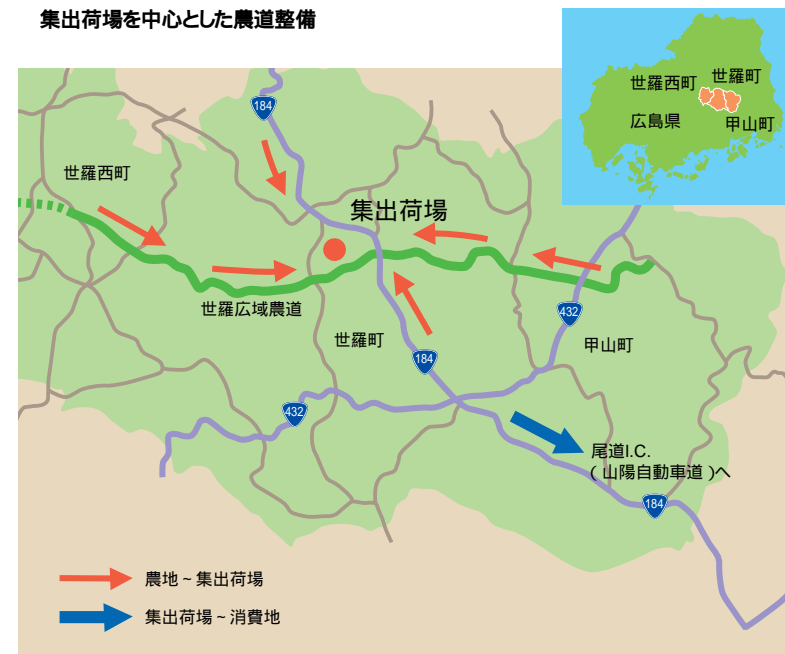 集出荷場を中心とした農道整備
世羅西町
世羅町
広島県
甲山町
184
世羅西町
集出荷場
世羅広域農道
世羅町
432
甲山町
184
432
尾道I.C.
( 山陽自動車道 )へ
184
農地 ~ 集出荷場
集出荷場 ~ 消費地